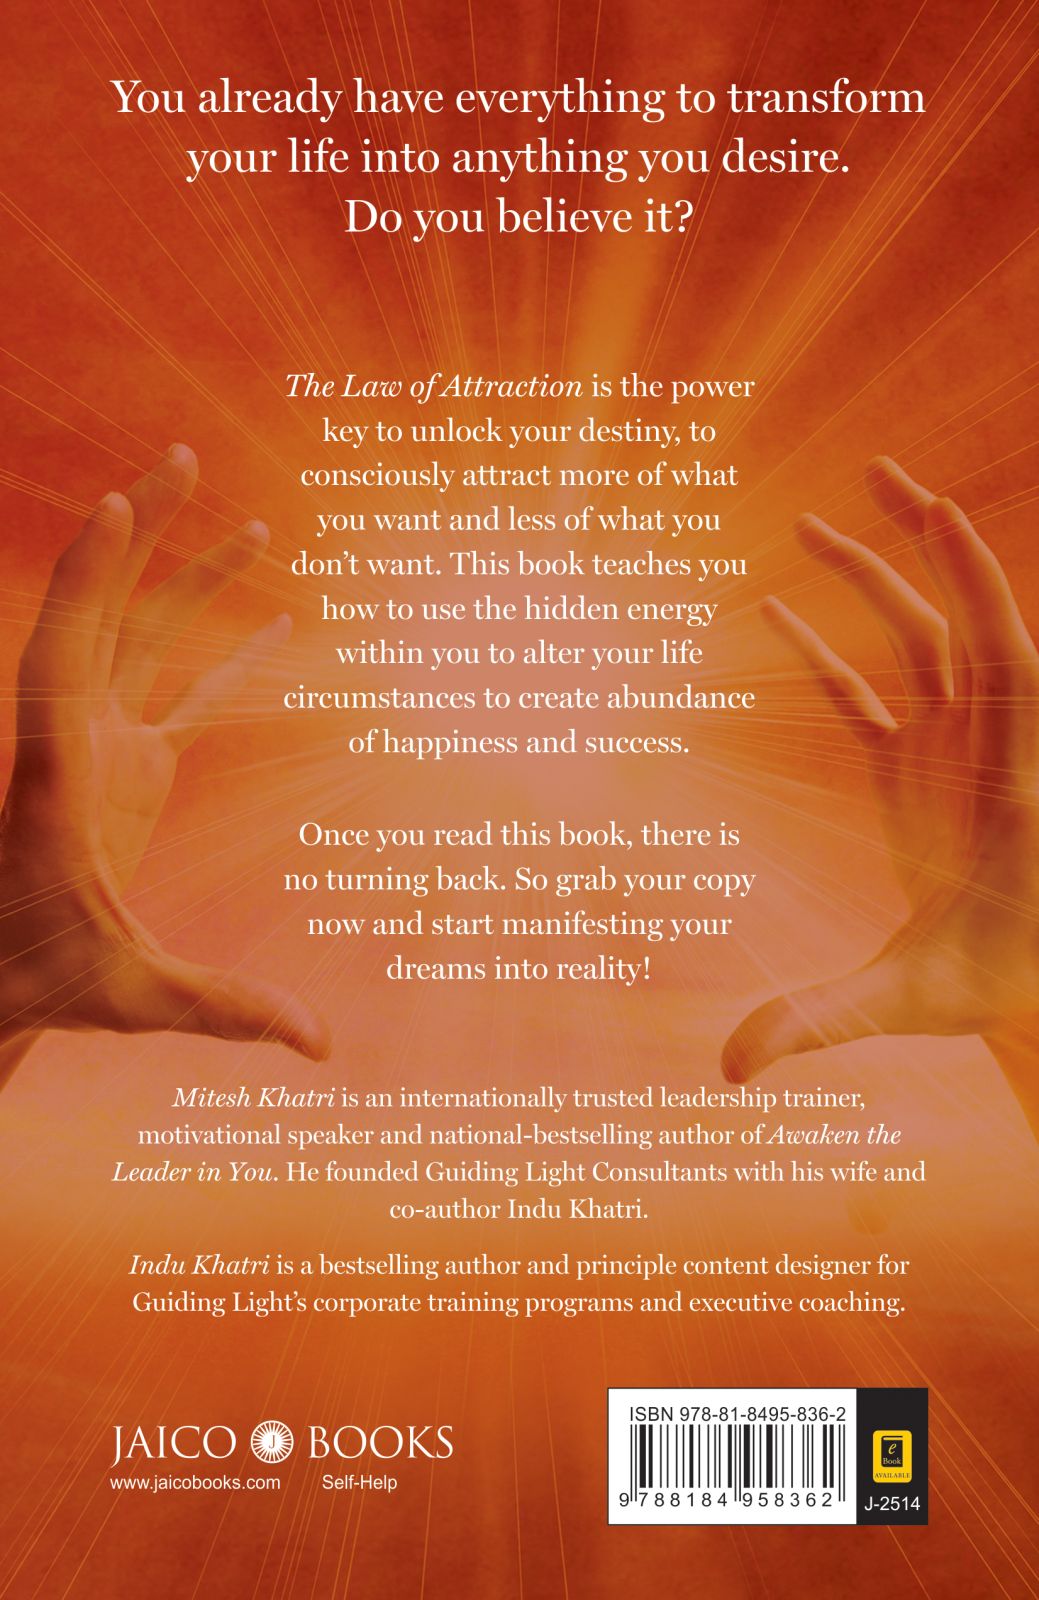 You already have everything to transform
your life into anything you desire.
Do you believe it?
The Law of Attraction is the power
key to unlock your destiny, to
consciously attract more of what
you want and less of what you
don't want. This book teaches you
how to use the hidden energy
within you to alter your life
circumstances to create abundance
of happiness and success.
Once you read this book, there is
no turning back. So grab your copy
now and start manifesting your
dreams into reality!
Mitesh Khatri is an internationally trusted leadership trainer,
motivational speaker and national-bestselling author of Awaken the
Leader in You. He founded Guiding Light Consultants with his wife and
co-author Indu Khatri.
Indu Khatri is a bestselling author and principle content designer for
Guiding Light's corporate training programs and executive coaching.
JAICO J BOOKS
www.jaicobooks.com Self-Help
ISBN 978-81-8495-836-2
9 788184 958362
e
Book
AVAILABLE
J-2514